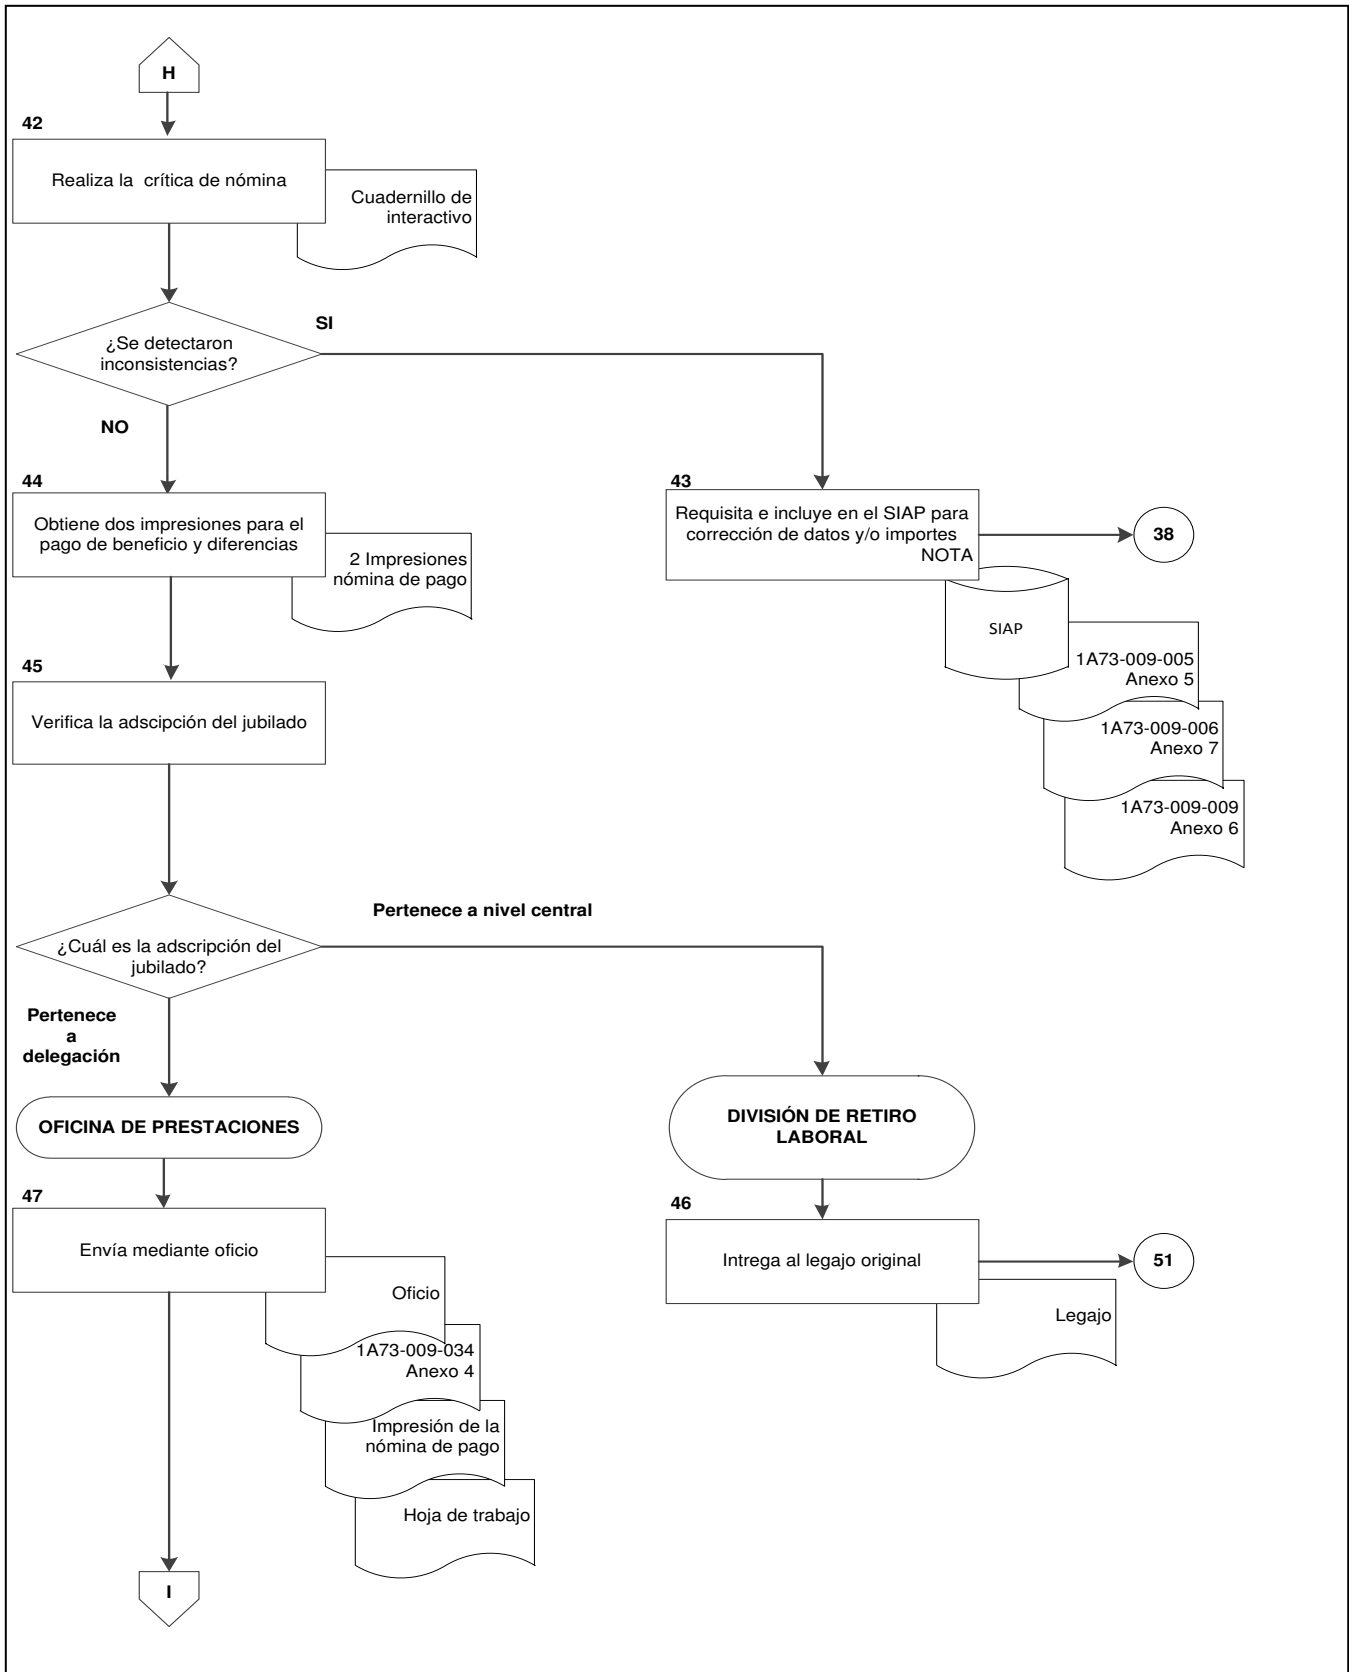 H
42
Realiza la crítica de nómina
Cuadernillo de
interactivo
¿Se detectaron
inconsistencias?
SI
NO
44
Obtiene dos impresiones para el
pago de beneficio y diferencias
2 Impresiones
nómina de pago
43
Requisita e incluye en el SIAP para
corrección de datos y/o importes
NOTA
38
SIAP
1A73-009-005
Anexo 5
1A73-009-006
Anexo 7
1A73-009-009
Anexo 6
45
Verifica la adscipción del jubilado
¿Cuál es la adscripción del
jubilado?
Pertenece a nivel central
Pertenece
a
delegación
OFICINA DE PRESTACIONES
DIVISIÓN DE RETIRO
LABORAL
47
Envía mediante oficio
Oficio
1A73-009-034
Anexo 4
Impresión de la
nómina de pago
Hoja de trabajo
46
Intrega al legajo original
51
Legajo
I